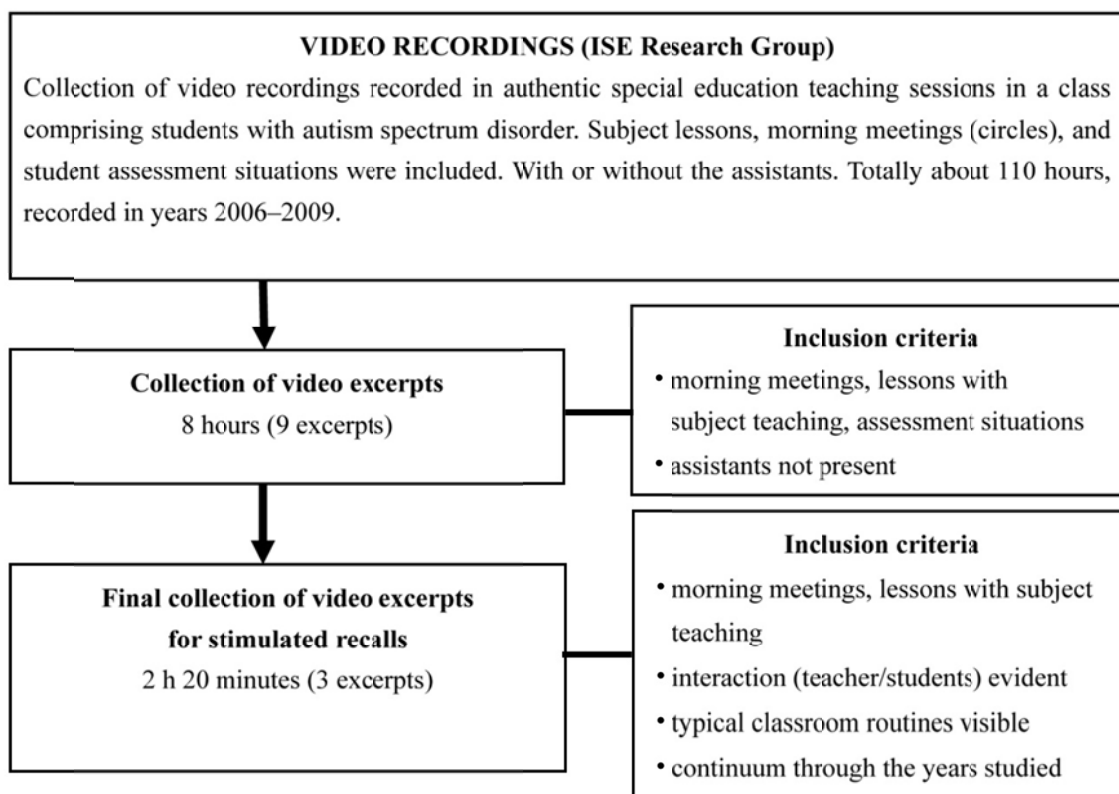 VIDEO RECORDINGS (ISE Research Group)
Collection of video recordings recorded in authentic special education teaching sessions in a class
comprising students with autism spectrum disorder. Subject lessons, morning meetings (circles), and
student assessment situations were included. With or without the assistants. Totally about 110 hours,
recorded in years 2006–2009.
Collection of video excerpts
8 hours (9 excerpts)
Inclusion criteria
• morning meetings, lessons with
subject teaching, assessment situations
• assistants not present
Final collection of video excerpts
for stimulated recalls
2 h 20 minutes (3 excerpts)
Inclusion criteria
• morning meetings, lessons with subject
teaching
• interaction (teacher/students) evident
• typical classroom routines visible
• continuum through the years studied